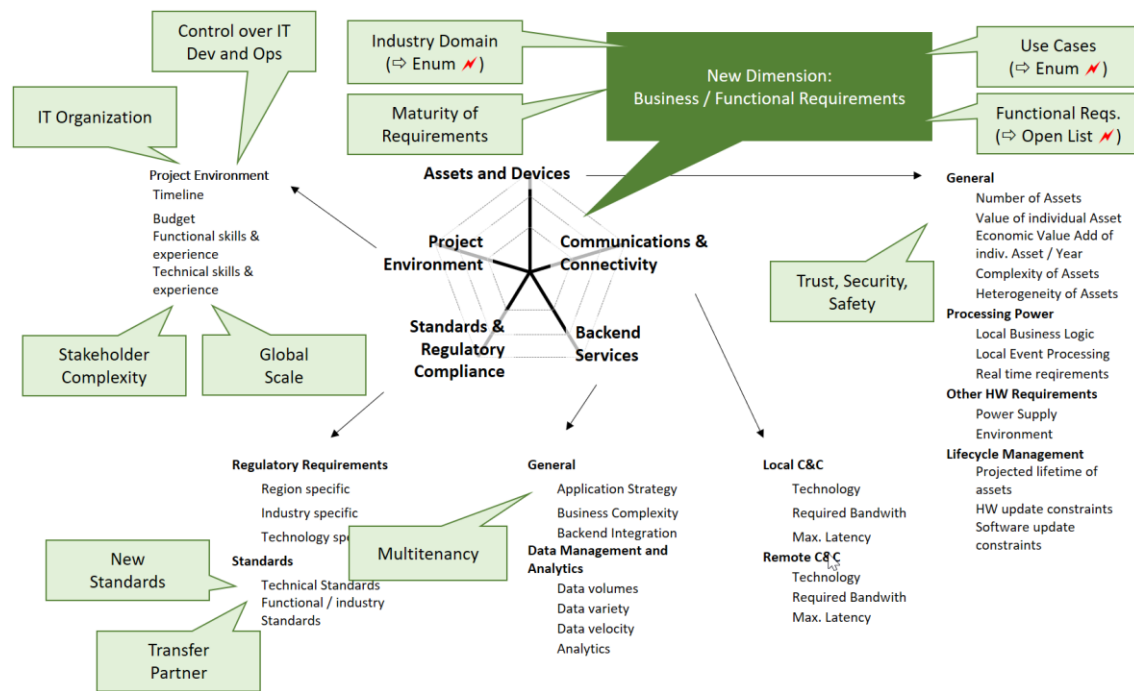 Control over IT
Dev and Ops
IT Organization
Industry Domain
(⇨ Enum ⚡)
Maturity of
Requirements
New Dimension:
Business / Functional Requirements
Use Cases
(⇨ Enum ⚡)
Functional Reqs.
(⇨ Open List ⚡)
Project Environment
Timeline
Budget
Functional skills &
experience
Technical skills &
experience
Stakeholder
Complexity
Global
Scale
Assets and Devices
Project
Environment
Communications &
Connectivity
Standards &
Regulatory
Compliance
Backend
Services
Trust, Security,
Safety
General
Number of Assets
Value of individual Asset
Economic Value Add of
indiv. Asset / Year
Complexity of Assets
Heterogeneity of Assets
Processing Power
Local Business Logic
Local Event Processing
Real time reqirements
Other HW Requirements
Power Supply
Environment
Lifecycle Management
Projected lifetime of
assets
HW update constraints
Software update
constraints
Regulatory Requirements
Region specific
Industry specific
Technology spe
Standards
Technical Standards
Functional / industry
Standards
New
Standards
Transfer
Partner
Multitenancy
General
Application Strategy
Business Complexity
Backend Integration
Data Management and
Analytics
Data volumes
Data variety
Data velocity
Analytics
Local C&C
Technology
Required Bandwith
Max. Latency
Remote C&C
Technology
Required Bandwith
Max. Latency